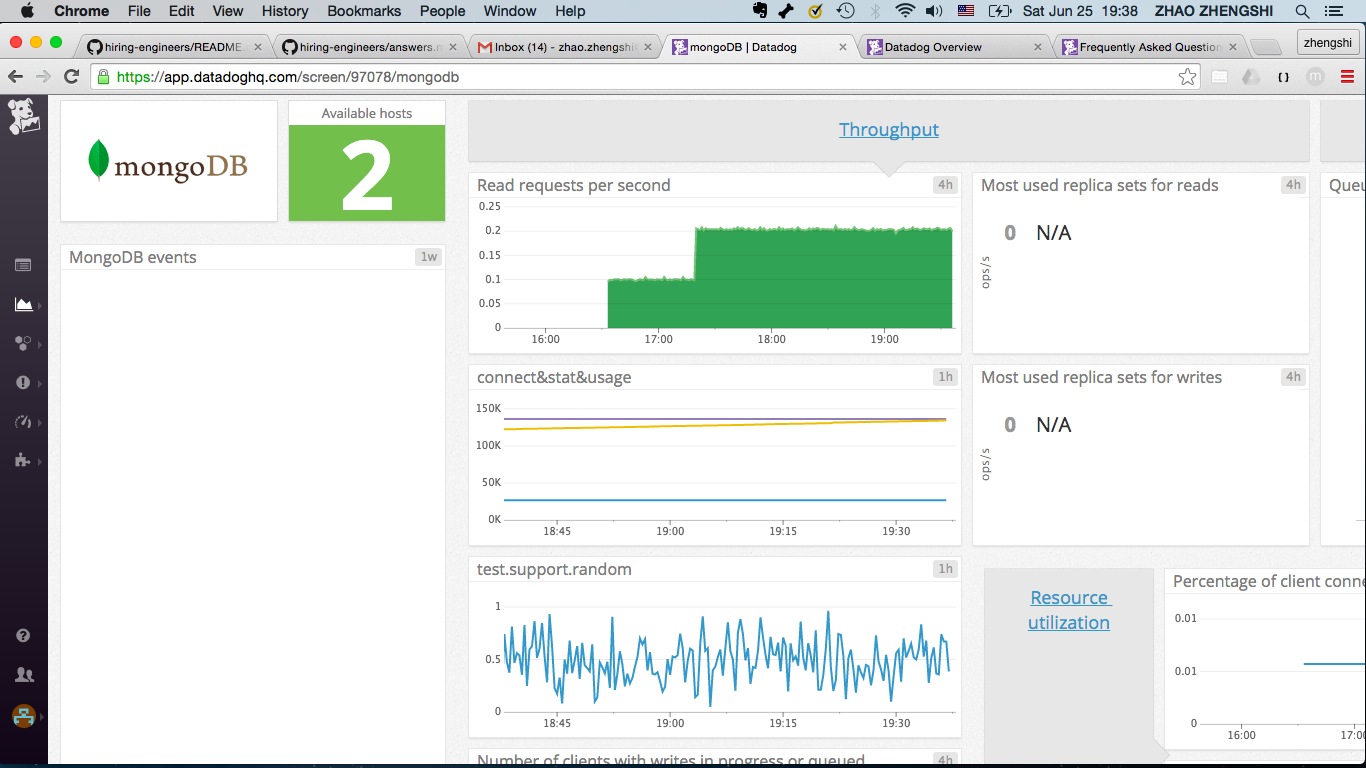 Chrome File Edit View History Bookmarks People Window Help Sat Jun 25 19:38 ZHAO ZHENGSHI
hiring-engineers/README. hiring-engineers/answers.m Inbox (14) - zhao.zhengshi mongoDB | Datadog Datadog Overview Frequently Asked Question zhengshi
https://app.datadoghq.com/screen/97078/mongodb
mongoDB
Available hosts
2
MongoDB events
1w
Throughput
Read requests per second
4h
0.25
0.2
0.15
0.1
0.05
0
16:00 17:00 18:00 19:00
Most used replica sets for reads
4h
0 N/A
ops/s
Queu
connect&stat&usage
1h
150K
100K
50K
0K
18:45 19:00 19:15 19:30
Most used replica sets for writes
4h
0 N/A
ops/s
test.support.random
1h
1
0.5
0
18:45 19:00 19:15 19:30
Resource
utilization
Percentage of client conne
0.01
0.01
0
16:00 17:00
Number of clients with writes in progress or queued
4h